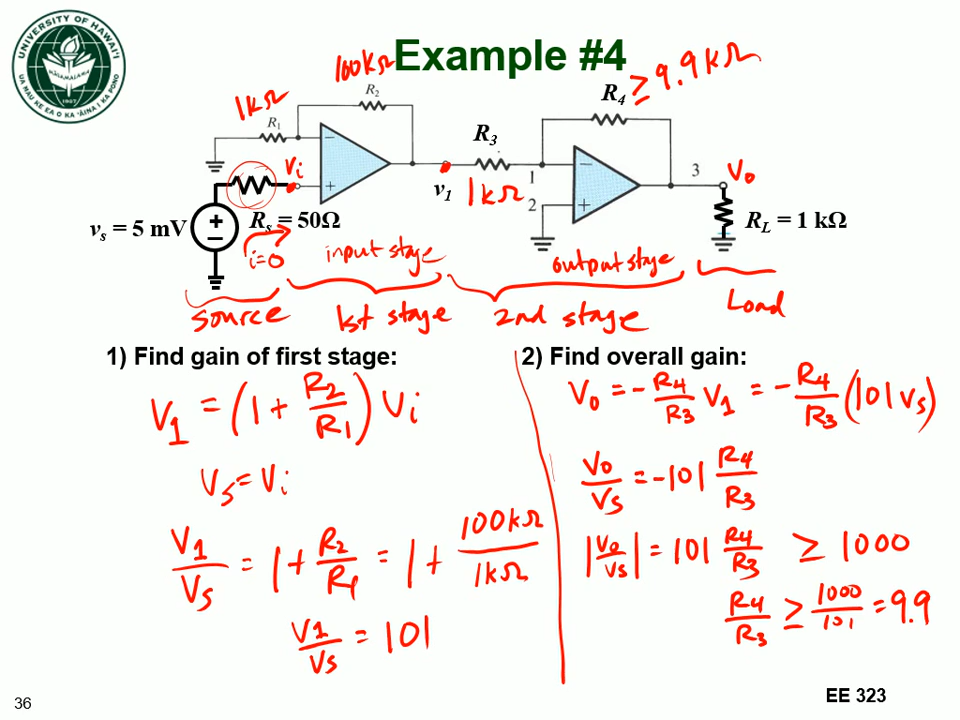 UNIVERSITY OF HAWAI'I
UA MAU KE EA O KA 'ĀINA I KA PONO
1907
Example #4
1kΩ
100kΩ
≥ 9.9kΩ
R1
R2
R3
R4
vi
1kΩ
v1
1
2
3
Vo
− + − +
vs = 5 mV
Rs = 50Ω
RL = 1 kΩ
i=0
input stage
output stage
source
1st stage
2nd stage
Load
1) Find gain of first stage:
V1 = (1 + R2/R1) Vi
Vs = Vi
V1/Vs = 1 + R2/R1 = 1 + 100kΩ/1kΩ
V1/Vs = 101
2) Find overall gain:
Vo = −R4/R3 V1 = −R4/R3 (101 Vs)
Vo/Vs = −101 R4/R3
|Vo/Vs| = 101 R4/R3 ≥ 1000
R4/R3 ≥ 1000/101 = 9.9
36
EE 323